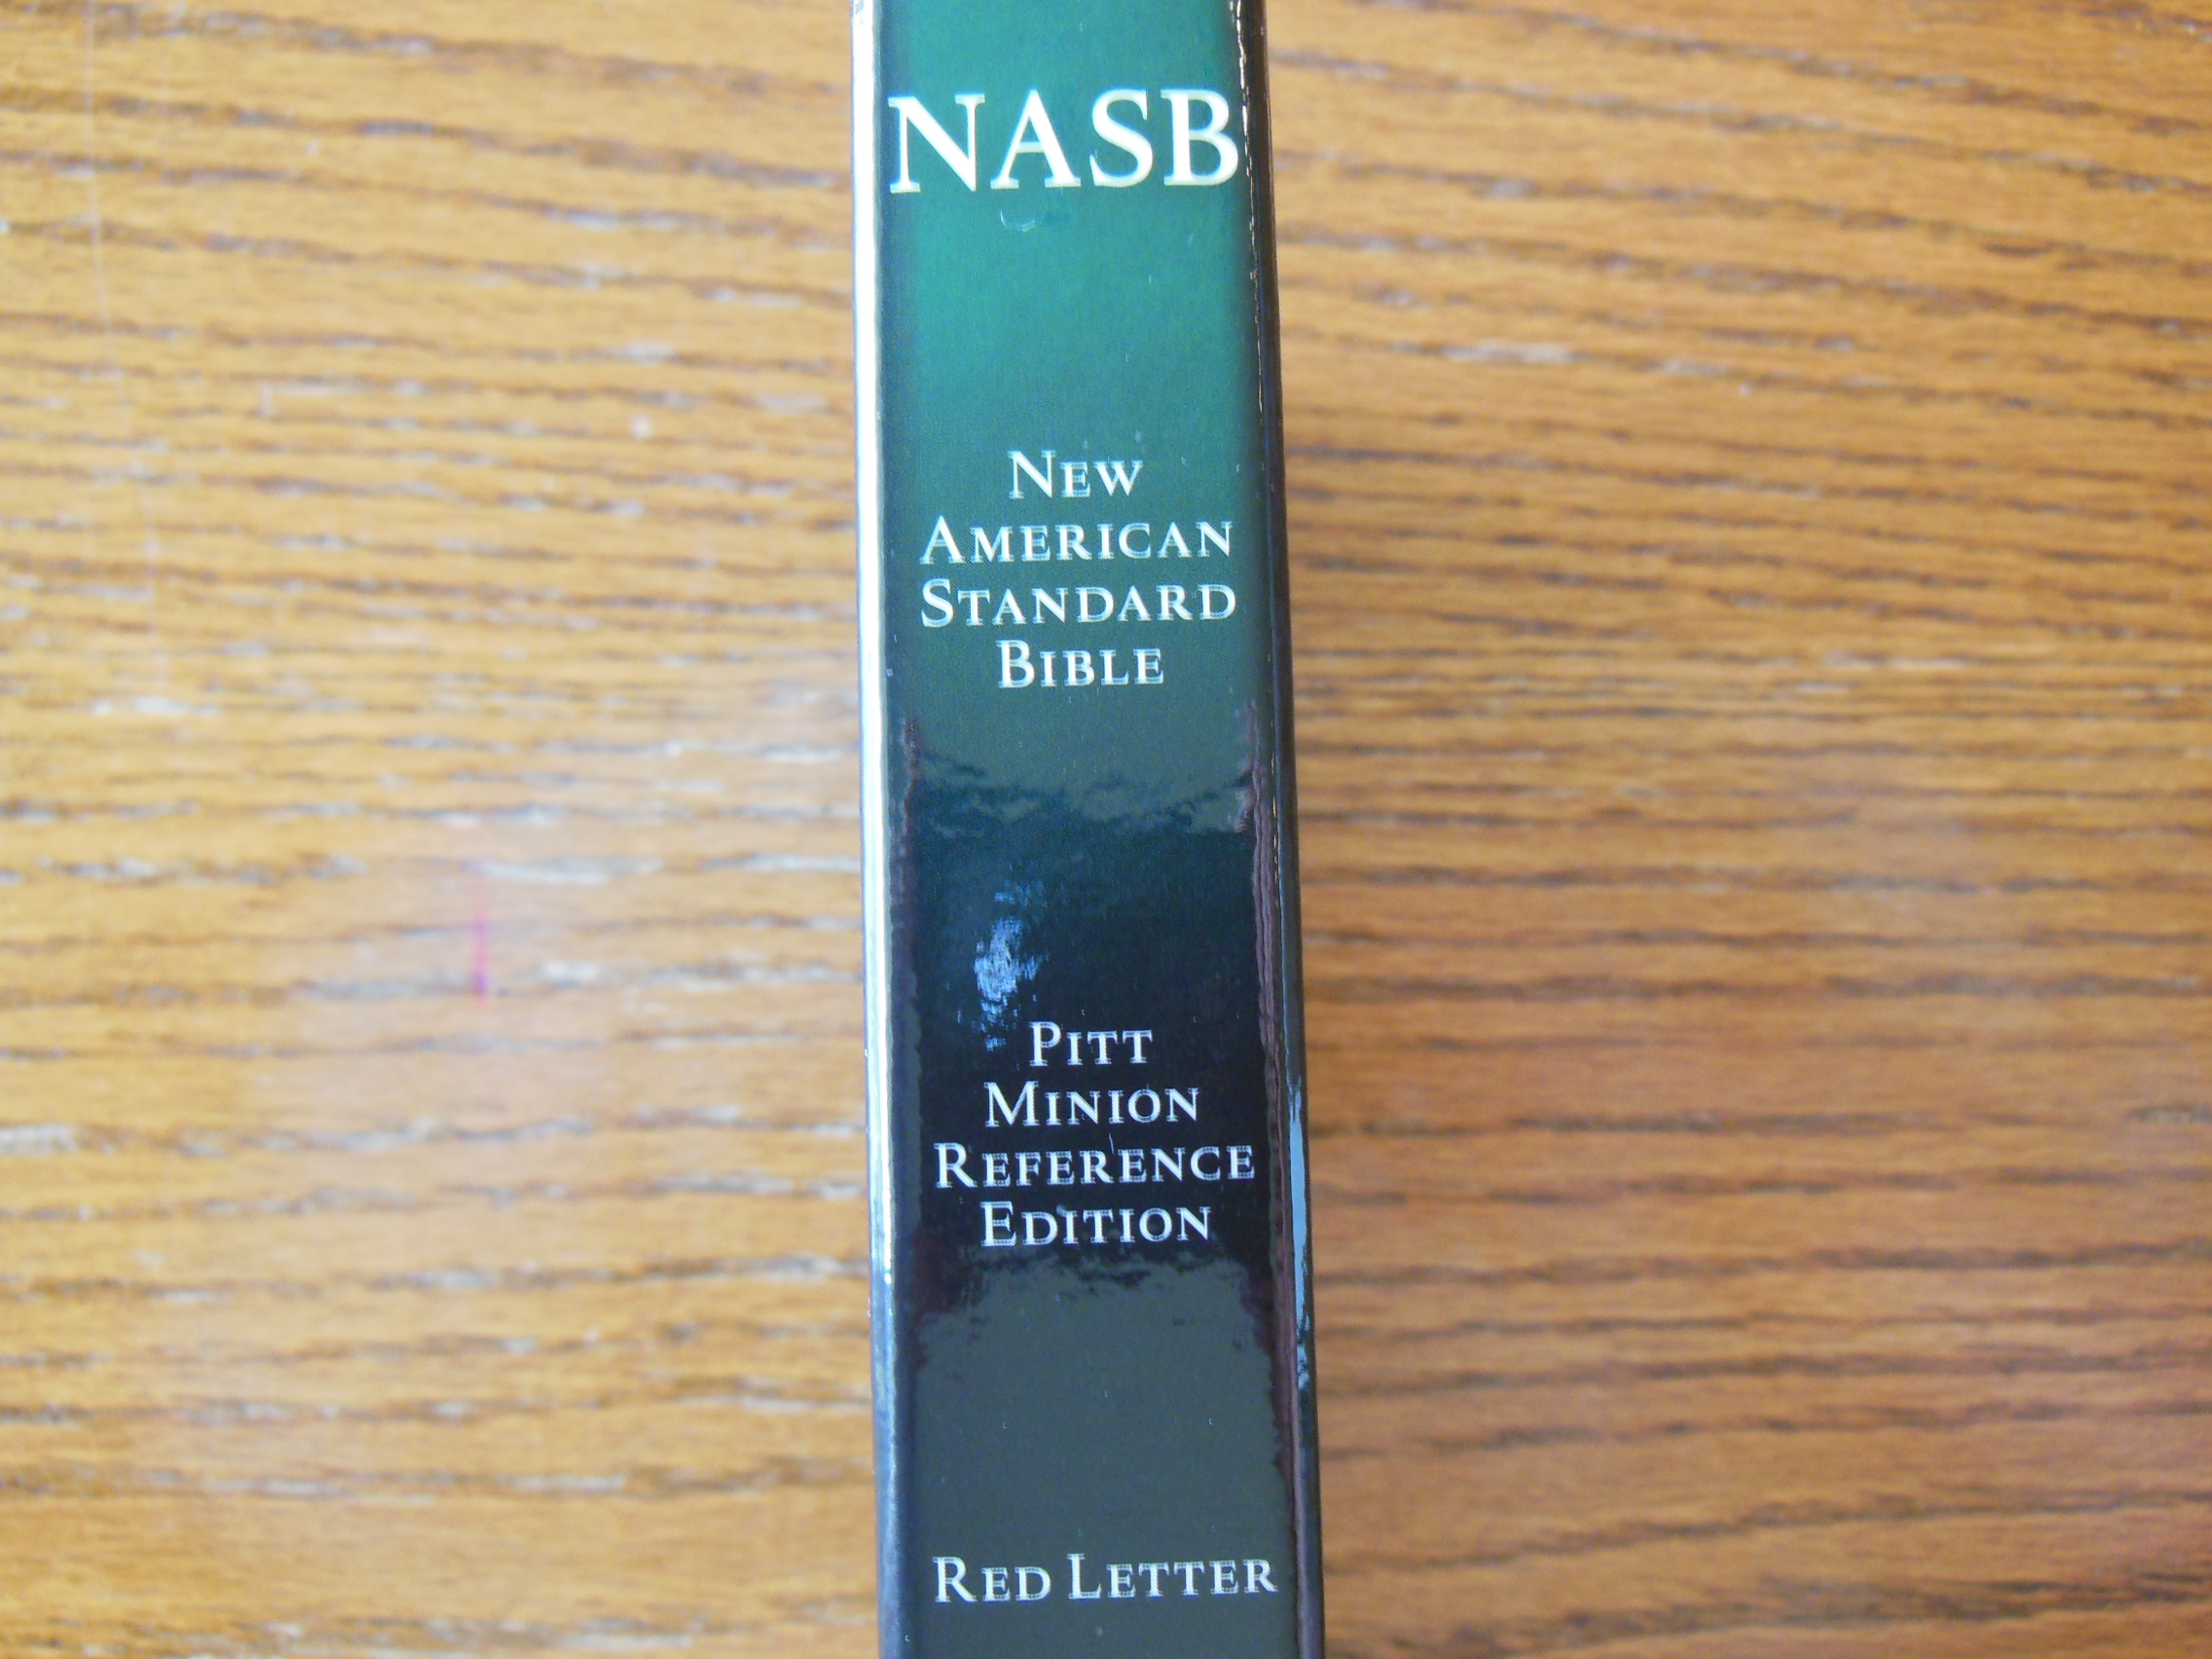 NASB
New
American
Standard
Bible
Pitt
Minion
Reference
Edition
Red Letter